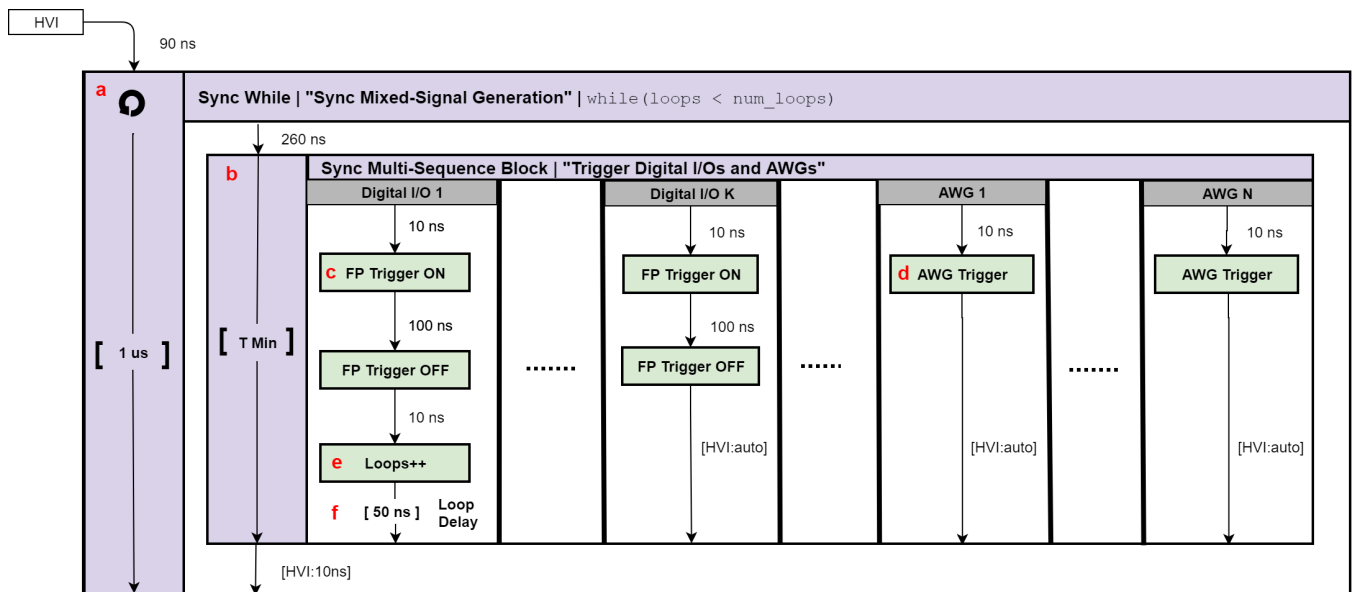 HVI
90 ns
a
Sync While | "Sync Mixed-Signal Generation" | while(loops < num_loops)
260 ns
b
Sync Multi-Sequence Block | "Trigger Digital I/Os and AWGs"
Digital I/O 1
Digital I/O K
AWG 1
AWG N
10 ns
10 ns
10 ns
10 ns
c FP Trigger ON
FP Trigger ON
d AWG Trigger
AWG Trigger
100 ns
100 ns
[ 1 us ]
[ T Min ]
FP Trigger OFF
........
FP Trigger OFF
......
........
10 ns
[HVI:auto]
[HVI:auto]
[HVI:auto]
e Loops++
f [ 50 ns ] Loop
Delay
[HVI:10ns]